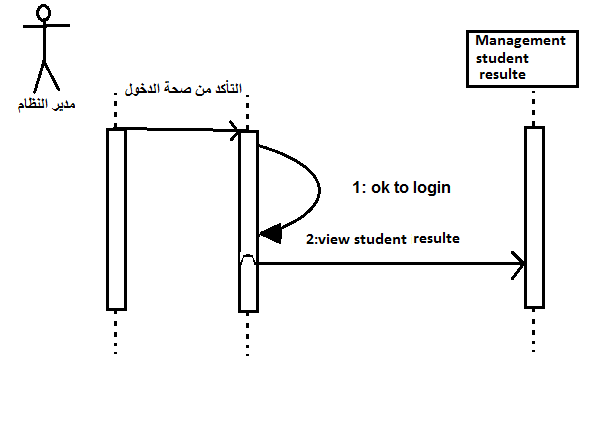 Management
student
resulte
التأكد من صحة الدخول
مدير النظام
1: ok to login
2:view student resulte